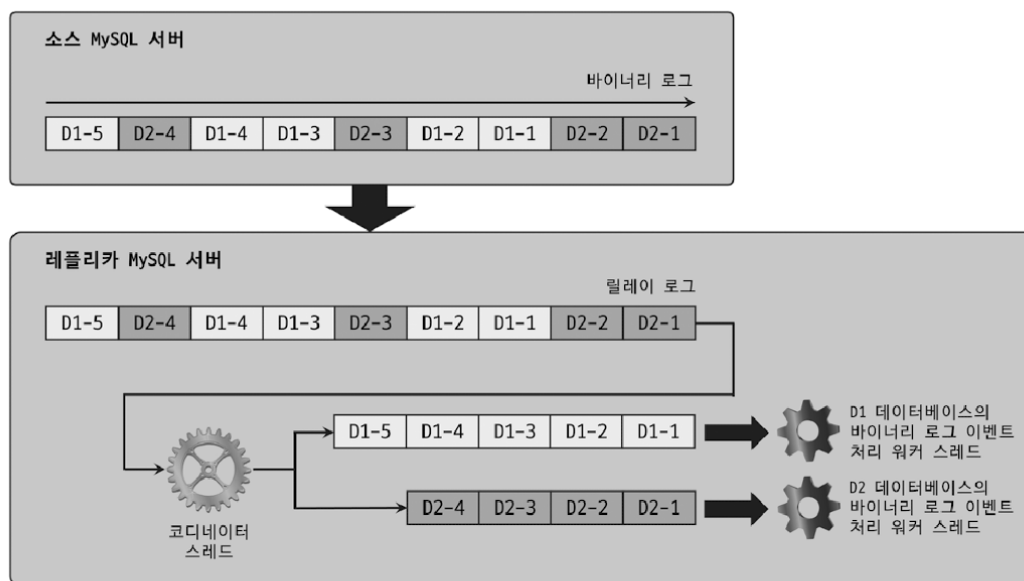 소스 MySQL 서버
바이너리 로그
D1-5 D2-4 D1-4 D1-3 D2-3 D1-2 D1-1 D2-2 D2-1
레플리카 MySQL 서버
릴레이 로그
D1-5 D2-4 D1-4 D1-3 D2-3 D1-2 D1-1 D2-2 D2-1
D1-5 D1-4 D1-3 D1-2 D1-1
D1 데이터베이스의
바이너리 로그 이벤트
처리 워커 스레드
D2-4 D2-3 D2-2 D2-1
D2 데이터베이스의
바이너리 로그 이벤트
처리 워커 스레드
코디네이터
스레드